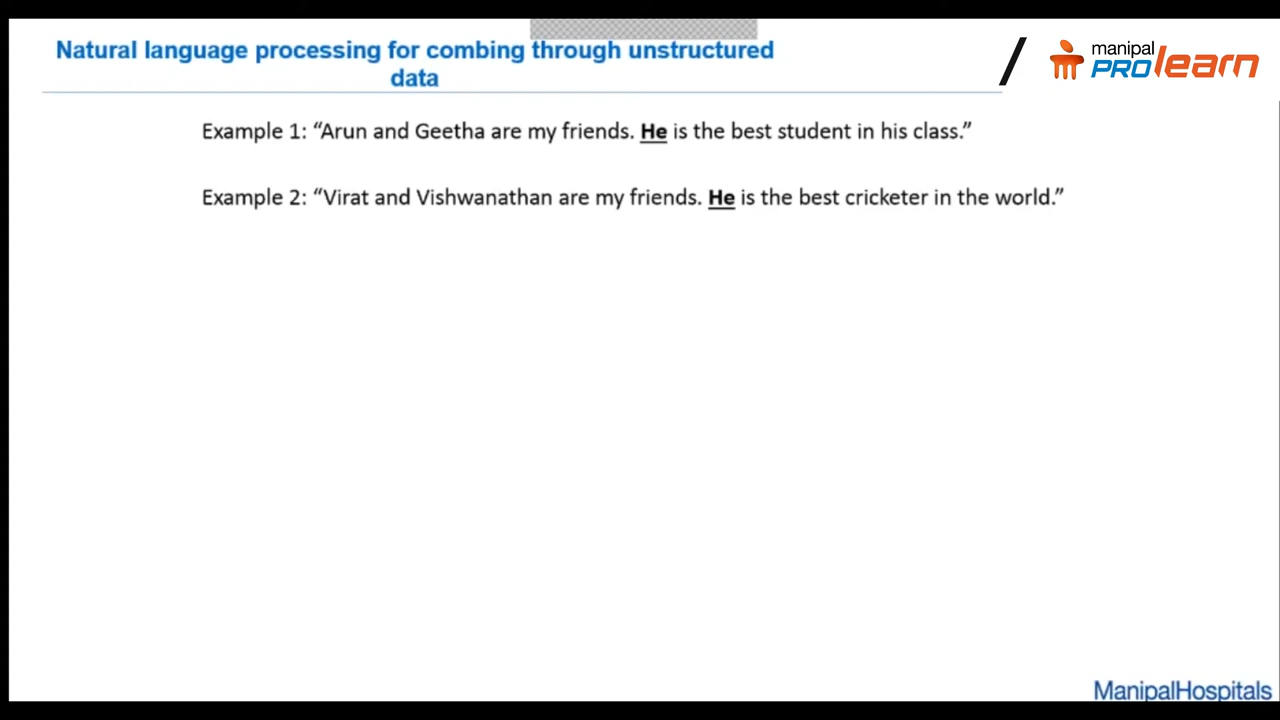 Natural language processing for combing through unstructured
data
manipal
PROlearn
Example 1: “Arun and Geetha are my friends. He is the best student in his class.”
Example 2: “Virat and Vishwanathan are my friends. He is the best cricketer in the world.”
ManipalHospitals